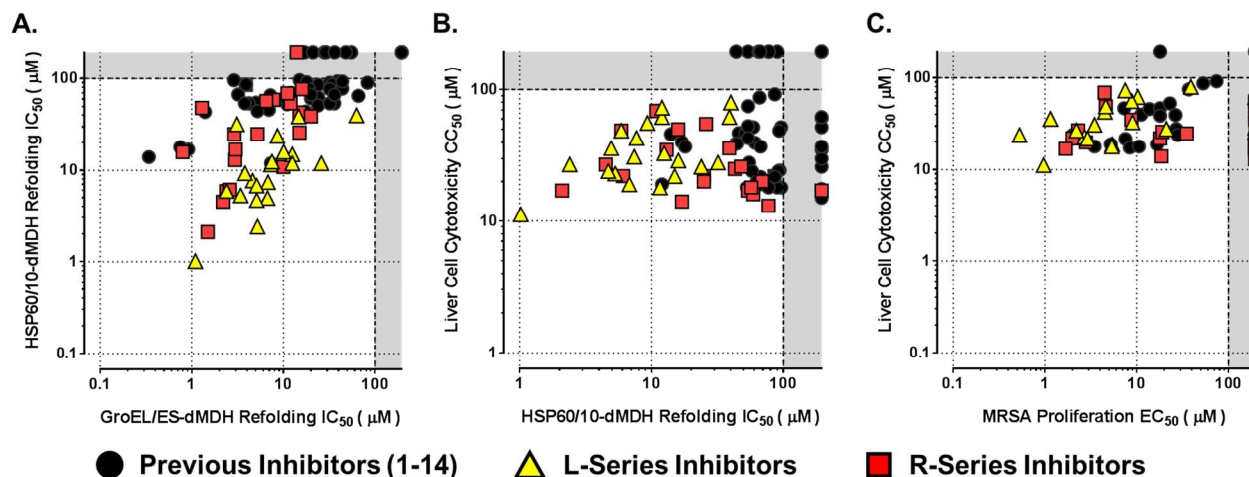 A.
HSP60/10-dMDH Refolding IC50 ( μM)
100
10
1
0.1
0.1
1
10
100
GroEL/ES-dMDH Refolding IC50 ( μM)
B.
Liver Cell Cytotoxicity CC50 ( μM)
100
10
1
1
10
100
HSP60/10-dMDH Refolding IC50 ( μM)
C.
Liver Cell Cytotoxicity CC50 ( μM)
100
10
1
0.1
0.1
1
10
100
MRSA Proliferation EC50 ( μM)
Previous Inhibitors (1-14)
L-Series Inhibitors
R-Series Inhibitors